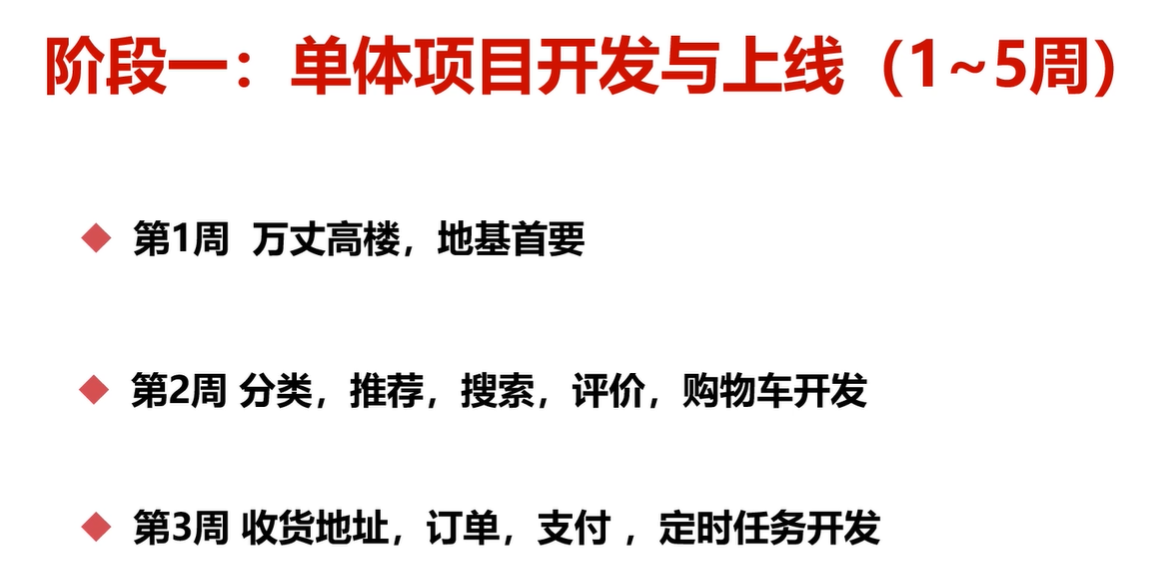 阶段一：单体项目开发与上线（1~5周）
第1周 万丈高楼，地基首要
第2周 分类，推荐，搜索，评价，购物车开发
第3周 收货地址，订单，支付 ，定时任务开发